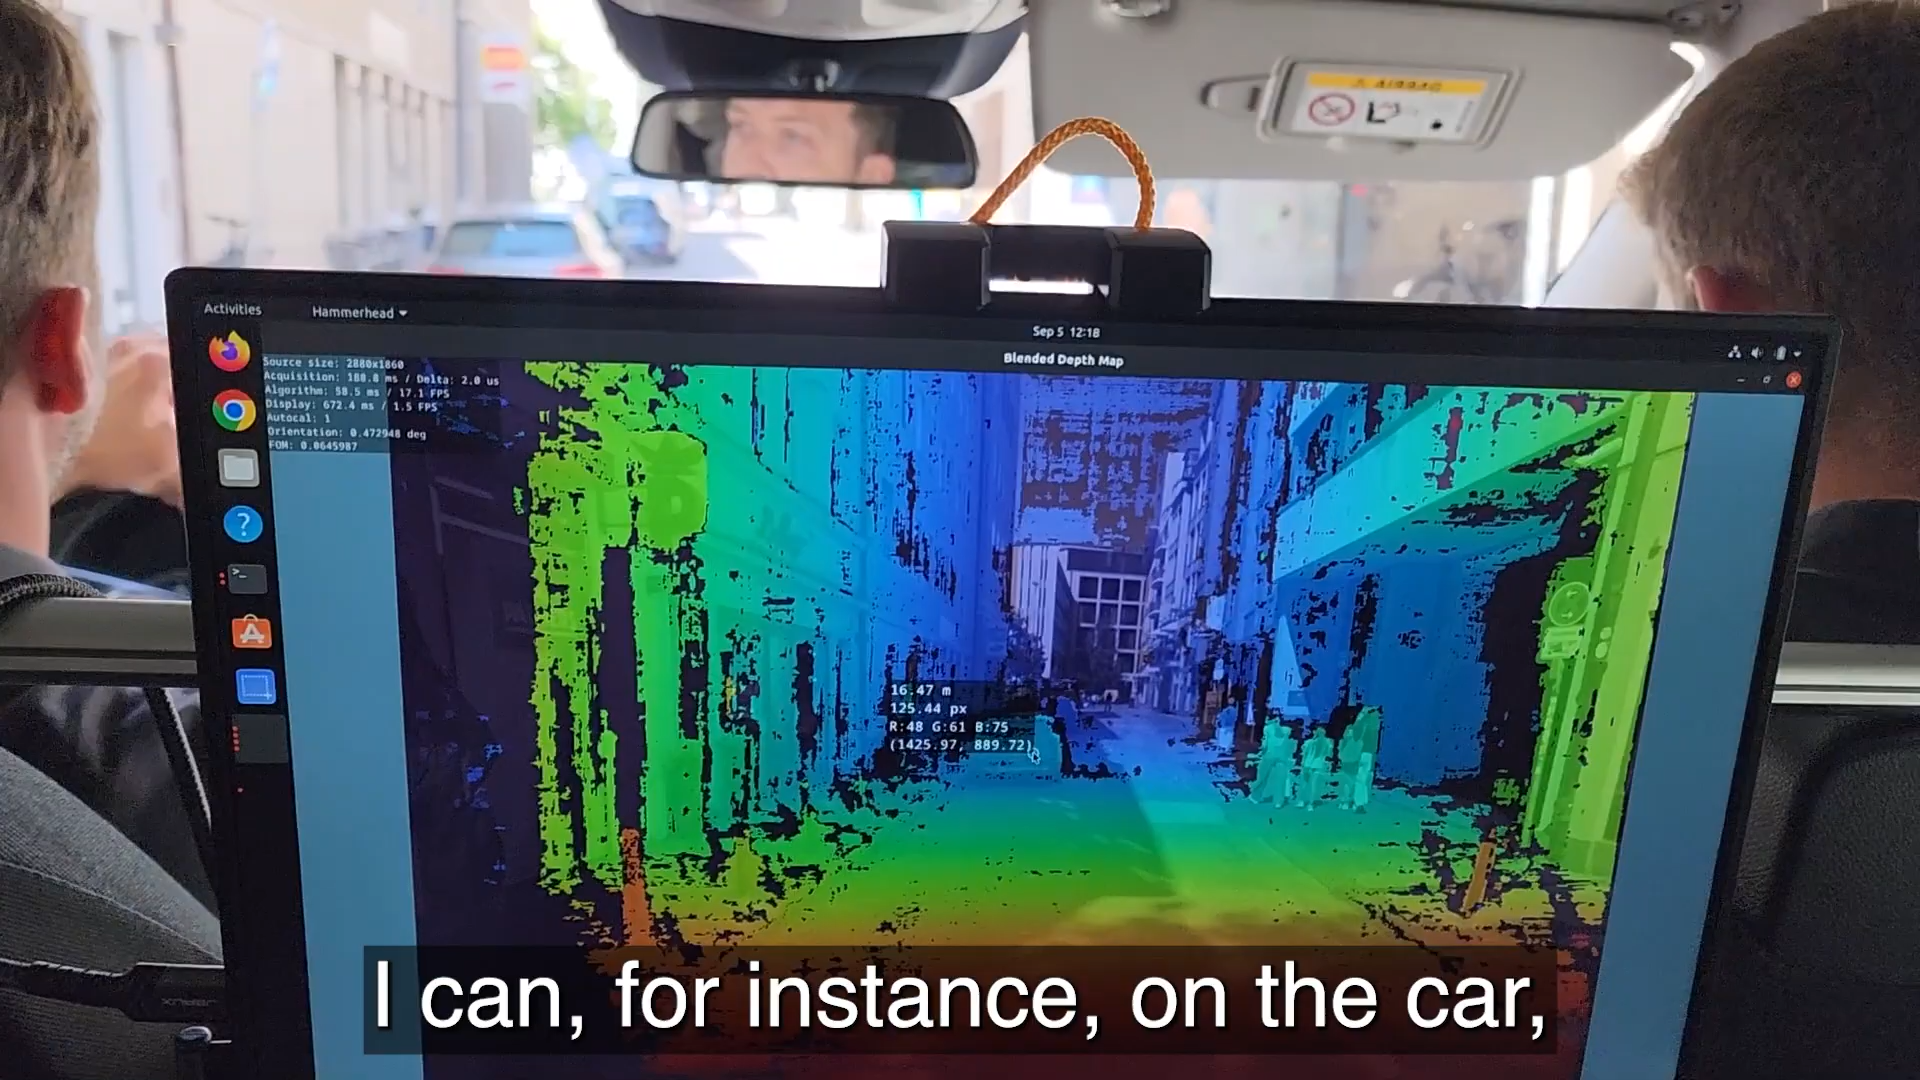 AIRBAG
Activities
Hammerhead
Sep 5 12:18
Blended Depth Map
Source size: 2880x1860
Acquisition: 180.8 ms / Delta: 2.0 us
Algorithm: 58.5 ms / 17.1 FPS
Display: 672.4 ms / 1.5 FPS
Autocal: 1
Orientation: 0.472948 deg
FOM: 0.0645987
16.47 m
125.44 px
R:48 G:61 B:75
(1425.97, 889.72)
I can, for instance, on the car,